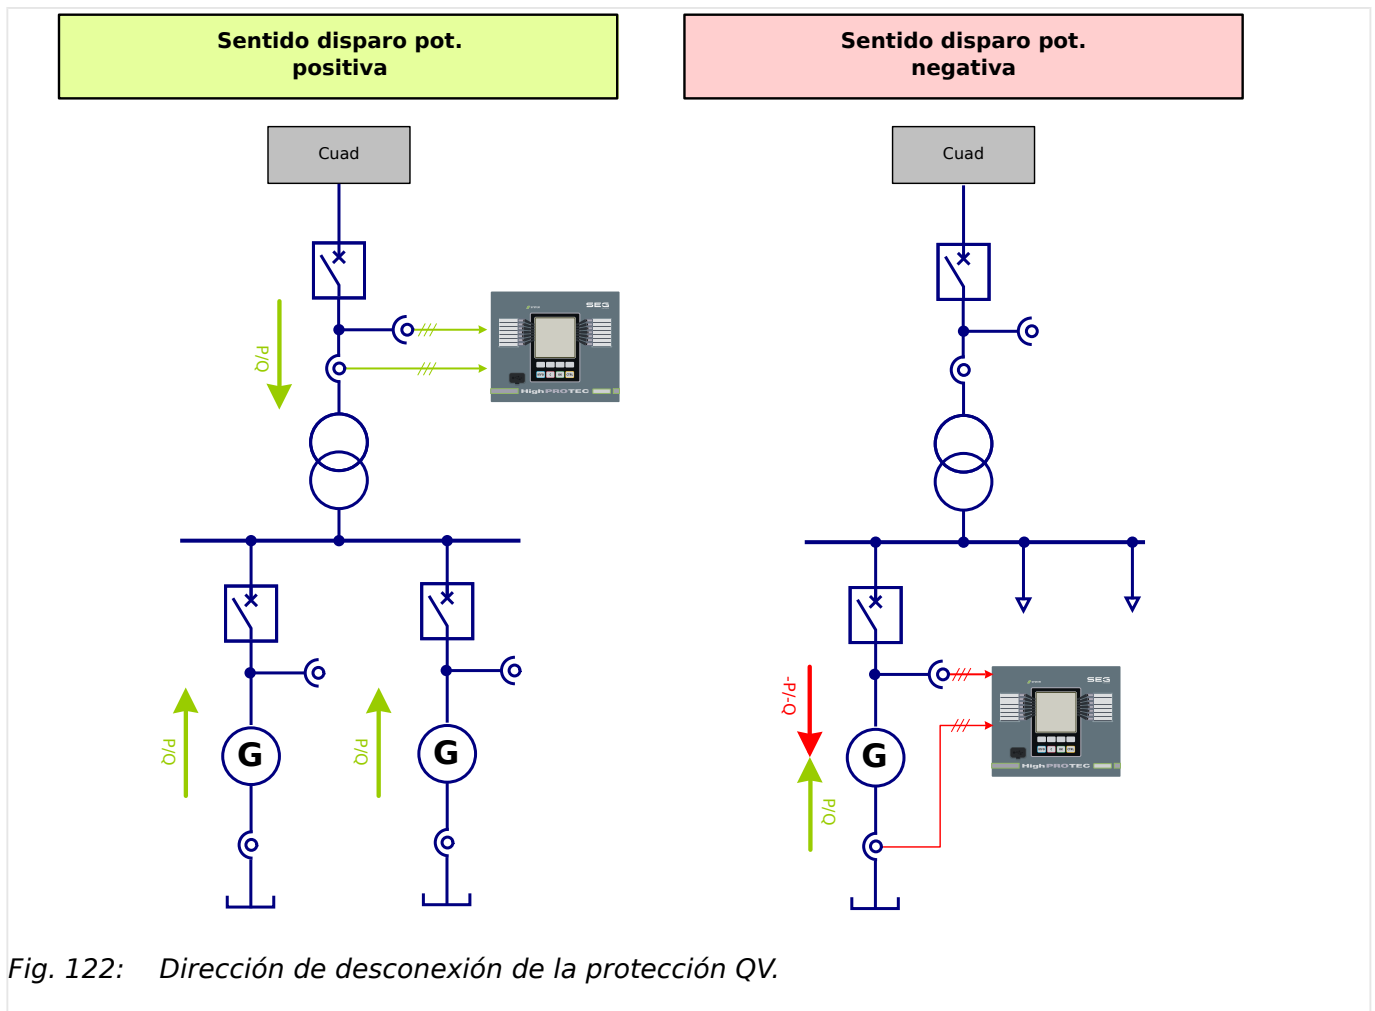 Sentido disparo pot.
positiva
Sentido disparo pot.
negativa
Cuad
Cuad
SEG
P/Q
HighPROTEC
P/Q
P/Q
G
G
-P/-Q
SEG
G
HighPROTEC
P/Q
Fig. 122: Dirección de desconexión de la protección QV.